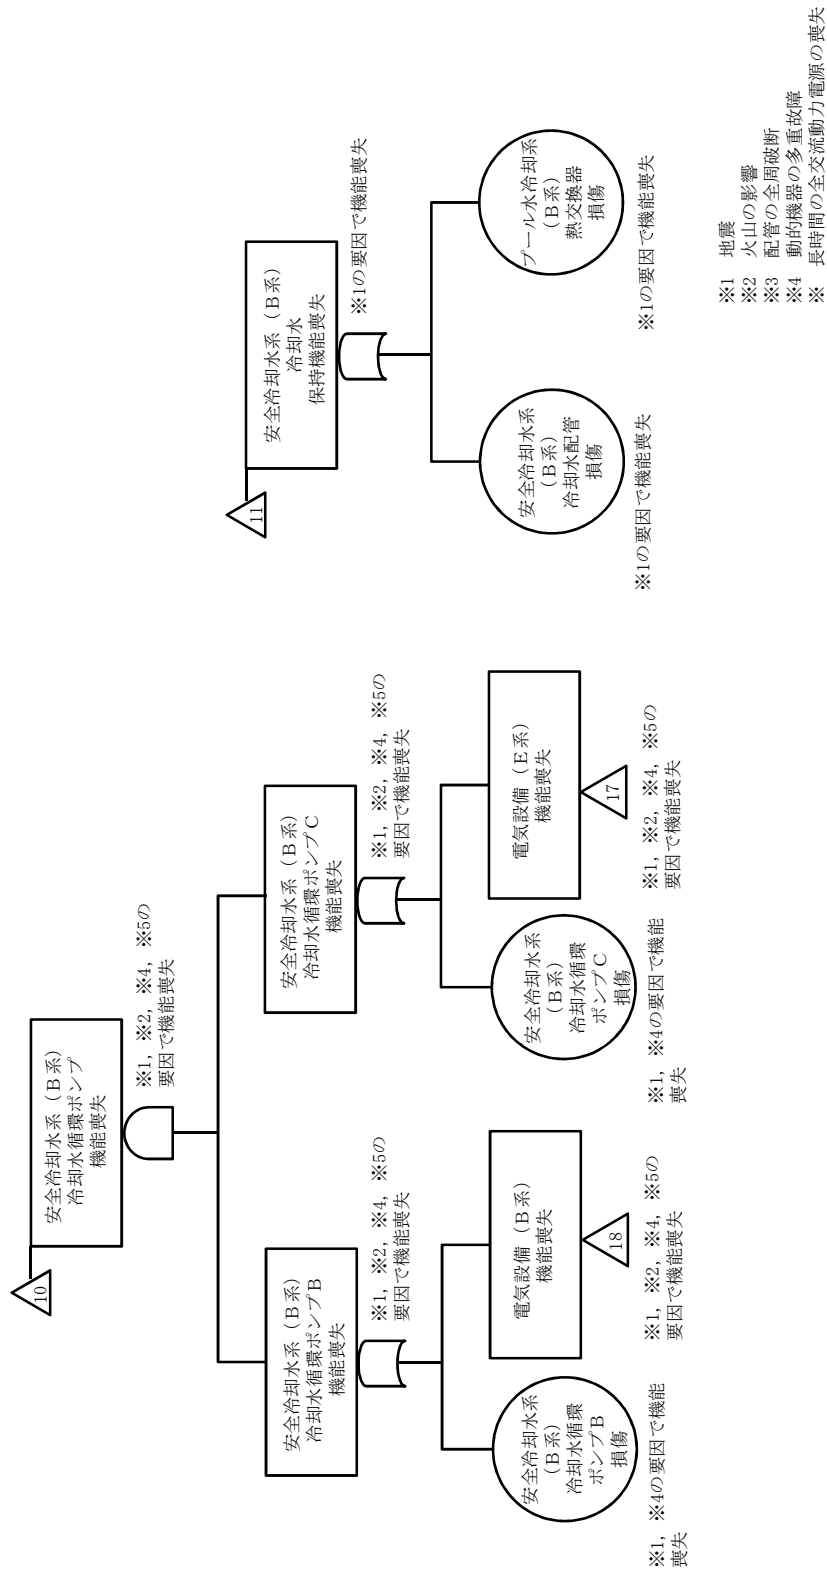 10
安全冷却水系（B系）
冷却水循環ポンプ
機能喪失
※1，※2，※4，※5の
要因で機能喪失
安全冷却水系（B系）
冷却水循環ポンプB
機能喪失
※1，※2，※4，※5の
要因で機能喪失
安全冷却水系（B系）
冷却水循環ポンプC
機能喪失
※1，※2，※4，※5の
要因で機能喪失
安全冷却水系
（B系）
冷却水循環
ポンプB
損傷
※1，※4の要因で機能
喪失
電気設備（B系）
機能喪失
18
※1，※2，※4，※5の
要因で機能喪失
安全冷却水系
（B系）
冷却水循環
ポンプC
損傷
※1，※4の要因で機能
喪失
電気設備（E系）
機能喪失
17
※1，※2，※4，※5の
要因で機能喪失
11
安全冷却水系（B系）
冷却水
保持機能喪失
※1の要因で機能喪失
安全冷却水系
（B系）
冷却水配管
損傷
※1の要因で機能喪失
プール水冷却系
（B系）
熱交換器
損傷
※1の要因で機能喪失
※1　地震
※2　火山の影響
※3　配管の全周破断
※4　動的機器の多重故障
※　長時間の全交流動力電源の喪失